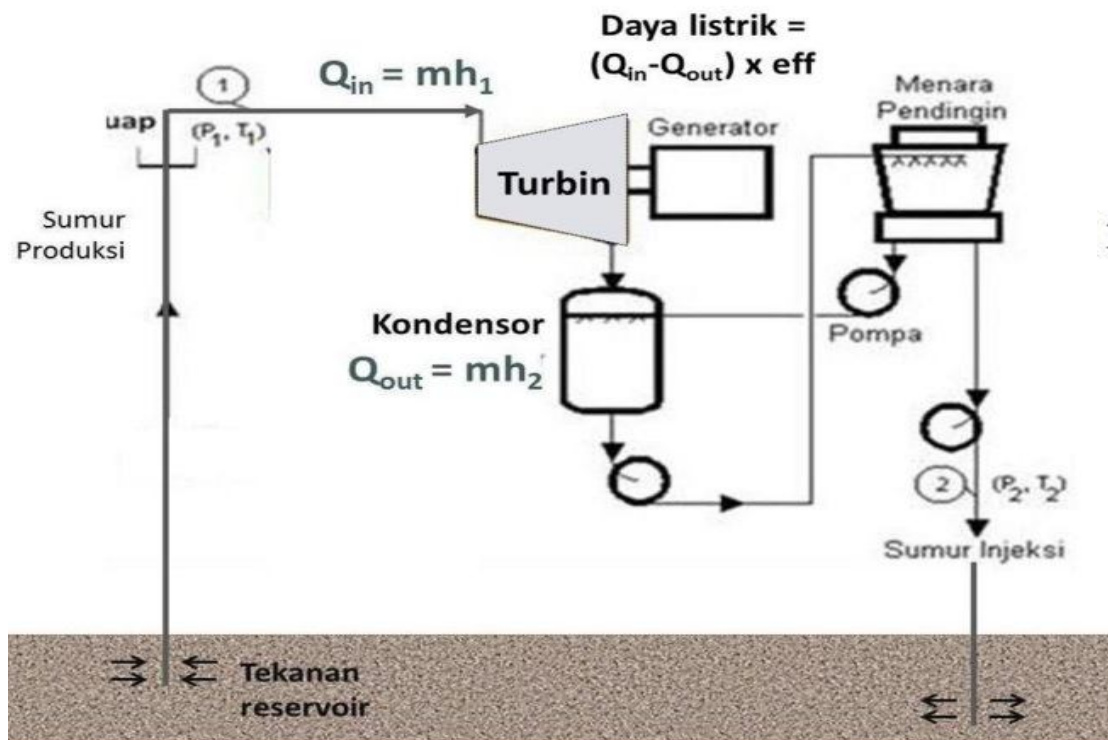 Daya listrik =
(Qin-Qout) x eff
Qin = mh1
1
uap
(P1, T1)
Menara
Pendingin
Generator
Turbin
Sumur
Produksi
Kondensor
Qout = mh2
Pompa
2
(P2, T2)
Sumur Injeksi
Tekanan
reservoir